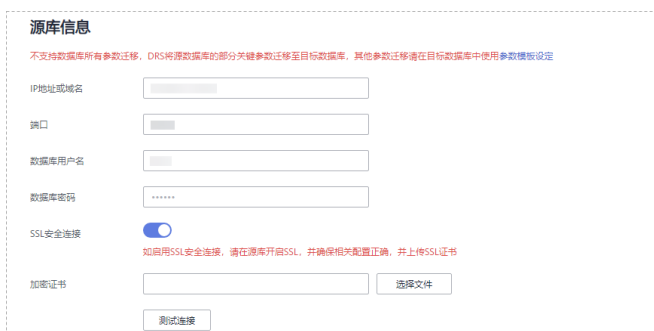 源库信息
不支持数据库所有参数迁移，DRS将源数据库的部分关键参数迁移至目标数据库，其他参数迁移请在目标数据库中使用参数模板设定
IP地址或域名
端口
数据库用户名
数据库密码
······
SSL安全连接
如启用SSL安全连接，请在源库开启SSL，并确保相关配置正确，并上传SSL证书
加密证书
选择文件
测试连接